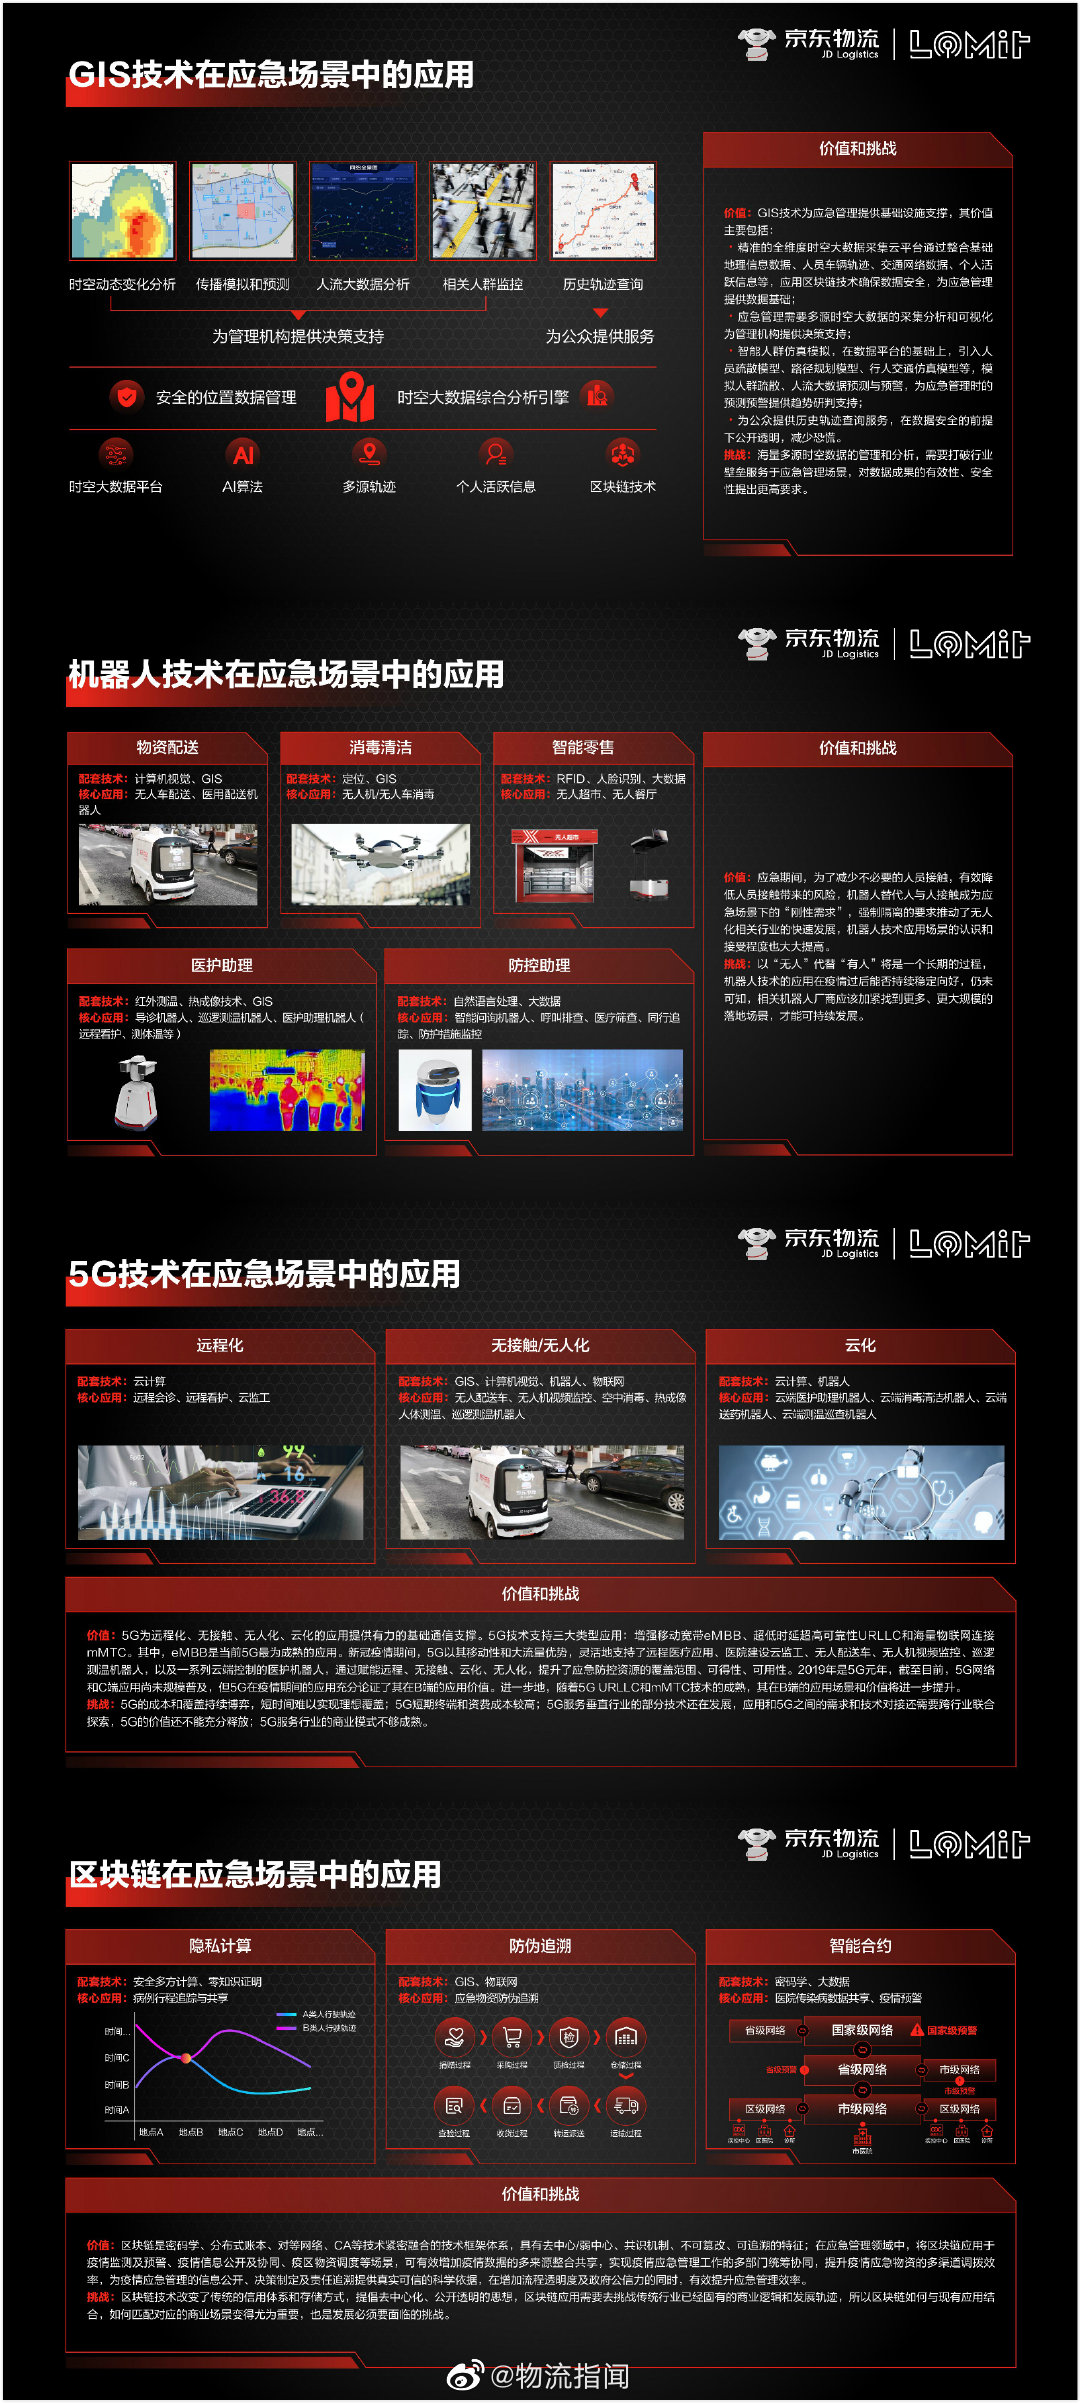 京东物流
JD Logistics
LOMir
GIS技术在应急场景中的应用
时空动态变化分析
传播模拟和预测
人流大数据分析
相关人群监控
历史轨迹查询
为管理机构提供决策支持
为公众提供服务
安全的位置数据管理
时空大数据综合分析引擎
时空大数据平台
AI
AI算法
多源轨迹
个人活跃信息
区块链技术
价值和挑战
价值：GIS技术为应急管理提供基础设施支撑，其价值
主要包括：
· 精准的全维度时空大数据采集云平台通过整合基础
地理信息数据、人员车辆轨迹、交通网络数据、个人活
跃信息等，应用区块链技术确保数据安全，为应急管理
提供数据基础；
· 应急管理需要多源时空大数据的采集分析和可视化
为管理机构提供决策支持；
· 智能人群仿真模拟，在数据平台的基础上，引入人
员疏散模型、路径规划模型、行人交通仿真模型等，模
拟人群疏散、人流大数据预测与预警，为应急管理时的
预测预警提供趋势研判支持；
· 为公众提供历史轨迹查询服务，在数据安全的前提
下公开透明，减少恐慌。
挑战：海量多源时空数据的管理和分析，需要打破行业
壁垒服务于应急管理场景，对数据成果的有效性、安全
性提出更高要求。
京东物流
JD Logistics
LOMir
机器人技术在应急场景中的应用
物资配送
配套技术：计算机视觉、GIS
核心应用：无人车配送、医用配送机
器人
消毒清洁
配套技术：定位、GIS
核心应用：无人机/无人车消毒
智能零售
配套技术：RFID、人脸识别、大数据
核心应用：无人超市、无人餐厅
无人超市
医护助理
配套技术：红外测温、热成像技术、GIS
核心应用：导诊机器人、巡逻测温机器人、医护助理机器人（
远程看护、测体温等）
防控助理
配套技术：自然语言处理、大数据
核心应用：智能问询机器人、呼叫排查、医疗筛查、同行追
踪、防护措施监控
价值和挑战
价值：应急期间，为了减少不必要的人员接触，有效降
低人员接触带来的风险，机器人替代人与人接触成为应
急场景下的“刚性需求”，强制隔离的要求推动了无人
化相关行业的快速发展，机器人技术应用场景的认识和
接受程度也大大提高。
挑战：以“无人”代替“有人”将是一个长期的过程，
机器人技术的应用在疫情过后能否持续稳定向好，仍未
可知，相关机器人厂商应该加紧找到更多、更大规模的
落地场景，才能可持续发展。
京东物流
JD Logistics
LOMir
5G技术在应急场景中的应用
远程化
配套技术：云计算
核心应用：远程会诊、远程看护、云监工
99
16
36.8
无接触/无人化
配套技术：GIS、计算机视觉、机器人、物联网
核心应用：无人配送车、无人机视频监控、空中消毒、热成像
人体测温、巡逻测温机器人
云化
配套技术：云计算、机器人
核心应用：云端医护助理机器人、云端消毒清洁机器人、云端
送药机器人、云端测温巡查机器人
价值和挑战
价值：5G为远程化、无接触、无人化、云化的应用提供有力的基础通信支撑。5G技术支持三大类型应用：增强移动宽带eMBB、超低时延超高可靠性URLLC和海量物联网连接
mMTC。其中，eMBB是当前5G最为成熟的应用。新冠疫情期间，5G以其移动性和大流量优势，灵活地支持了远程医疗应用、医院建设云监工、无人配送车、无人机视频监控、巡逻
测温机器人，以及一系列云端控制的医护机器人，通过赋能远程、无接触、云化、无人化，提升了应急防控资源的覆盖范围、可得性、可用性。2019年是5G元年，截至目前，5G网络
和C端应用尚未规模普及，但5G在疫情期间的应用充分论证了其在B端的应用价值。进一步地，随着5G URLLC和mMTC技术的成熟，其在B端的应用场景和价值将进一步提升。
挑战：5G的成本和覆盖持续博弈，短时间难以实现理想覆盖；5G短期终端和资费成本较高；5G服务垂直行业的部分技术还在发展，应用和5G之间的需求和技术对接还需要跨行业联合
探索，5G的价值还不能充分释放；5G服务行业的商业模式不够成熟。
京东物流
JD Logistics
LOMir
区块链在应急场景中的应用
隐私计算
配套技术：安全多方计算、零知识证明
核心应用：病例行程追踪与共享
A类人行驶轨迹
B类人行驶轨迹
时间...
时间C
时间B
时间A
地点A 地点B 地点C 地点D 地点...
防伪追溯
配套技术：GIS、物联网
核心应用：应急物资防伪追溯
捐赠过程 采购过程 质检过程 仓储过程
查验过程 收货过程 转运派送 运输过程
智能合约
配套技术：密码学、大数据
核心应用：医院传染病数据共享、疫情预警
省级网络 国家级网络 国家级预警
省级预警 省级网络 市级网络
市级预警
区级网络 市级网络 区级网络
疾控中心 区医院 诊所 市医院 疾控中心 区医院 诊所
价值和挑战
价值：区块链是密码学、分布式账本、对等网络、CA等技术紧密融合的技术框架体系，具有去中心/弱中心、共识机制、不可篡改、可追溯的特征；在应急管理领域中，将区块链应用于
疫情监测及预警、疫情信息公开及协同、疫区物资调度等场景，可有效增加疫情数据的多来源整合共享，实现疫情应急管理工作的多部门统筹协同，提升疫情应急物资的多渠道调拨效
率，为疫情应急管理的信息公开、决策制定及责任追溯提供真实可信的科学依据，在增加流程透明度及政府公信力的同时，有效提升应急管理效率。
挑战：区块链技术改变了传统的信用体系和存储方式，提倡去中心化、公开透明的思想，区块链应用需要去挑战传统行业已经固有的商业逻辑和发展轨迹，所以区块链如何与现有应用结
合，如何匹配对应的商业场景变得尤为重要，也是发展必须要面临的挑战。
@物流指闻